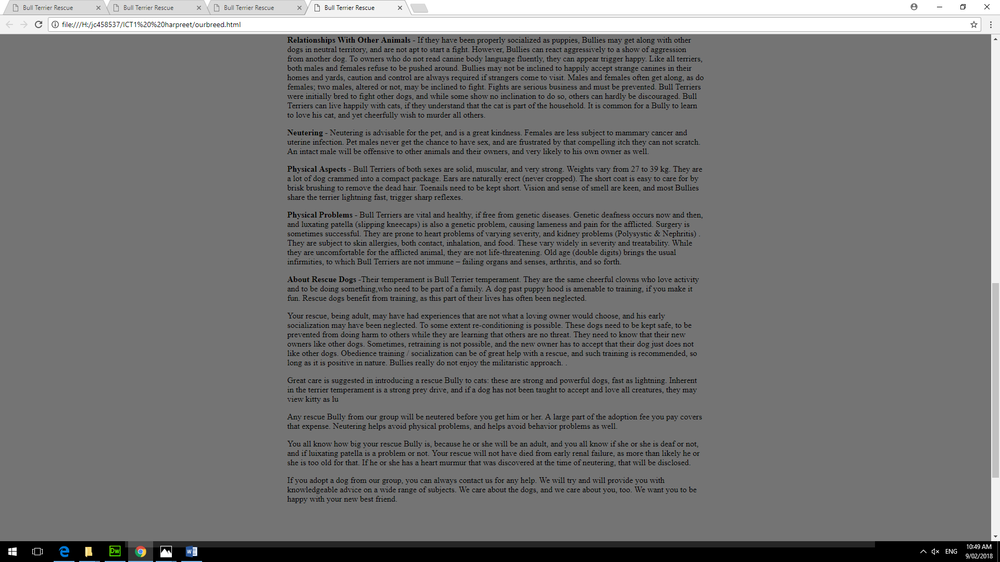 Bull Terrier Rescue Bull Terrier Rescue Bull Terrier Rescue Bull Terrier Rescue
file:///H:/jc458537/ICT1%20%20harpreet/ourbreed.html
Relationships With Other Animals - If they have been properly socialized as puppies, Bullies may get along with other
dogs in neutral territory, and are not apt to start a fight. However, Bullies can react aggressively to a show of aggression
from another dog. To owners who do not read canine body language fluently, they can appear trigger happy. Like all terriers,
both males and females refuse to be pushed around. Bullies may not be inclined to happily accept strange canines in their
homes and yards, caution and control are always required if strangers come to visit. Males and females often get along, as do
females; two males, altered or not, may be inclined to fight. Fights are serious business and must be prevented. Bull Terriers
were initially bred to fight other dogs, and while some show no inclination to do so, others can hardly be discouraged. Bull
Terriers can live happily with cats, if they understand that the cat is part of the household. It is common for a Bully to learn
to love his cat, and yet cheerfully wish to murder all others.
Neutering - Neutering is advisable for the pet, and is a great kindness. Females are less subject to mammary cancer and
uterine infection. Pet males never get the chance to have sex, and are frustrated by that compelling itch they can not scratch.
An intact male will be offensive to other animals and their owners, and very likely to his own owner as well.
Physical Aspects - Bull Terriers of both sexes are solid, muscular, and very strong. Weights vary from 27 to 39 kg. They are
a lot of dog crammed into a compact package. Ears are naturally erect (never cropped). The short coat is easy to care for by
brisk brushing to remove the dead hair. Toenails need to be kept short. Vision and sense of smell are keen, and most Bullies
share the terrier lightning fast, trigger sharp reflexes.
Physical Problems - Bull Terriers are vital and healthy, if free from genetic diseases. Genetic deafness occurs now and then,
and luxating patella (slipping kneecaps) is also a genetic problem, causing lameness and pain for the afflicted. Surgery is
sometimes successful. They are prone to heart problems of varying severity, and kidney problems (Polysystic & Nephritis) .
They are subject to skin allergies, both contact, inhalation, and food. These vary widely in severity and treatability. While
they are uncomfortable for the afflicted animal, they are not life-threatening. Old age (double digits) brings the usual
infirmities, to which Bull Terriers are not immune – failing organs and senses, arthritis, and so forth.
About Rescue Dogs -Their temperament is Bull Terrier temperament. They are the same cheerful clowns who love activity
and to be doing something,who need to be part of a family. A dog past puppy hood is amenable to training, if you make it
fun. Rescue dogs benefit from training, as this part of their lives has often been neglected.
Your rescue, being adult, may have had experiences that are not what a loving owner would choose, and his early
socialization may have been neglected. To some extent re-conditioning is possible. These dogs need to be kept safe, to be
prevented from doing harm to others while they are learning that others are no threat. They need to know that their new
owners like other dogs. Sometimes, retraining is not possible, and the new owner has to accept that their dog just does not
like other dogs. Obedience training / socialization can be of great help with a rescue, and such training is recommended, so
long as it is positive in nature. Bullies really do not enjoy the militaristic approach. .
Great care is suggested in introducing a rescue Bully to cats: these are strong and powerful dogs, fast as lightning. Inherent
in the terrier temperament is a strong prey drive, and if a dog has not been taught to accept and love all creatures, they may
view kitty as lu
Any rescue Bully from our group will be neutered before you get him or her. A large part of the adoption fee you pay covers
that expense. Neutering helps avoid physical problems, and helps avoid behavior problems as well.
You all know how big your rescue Bully is, because he or she will be an adult, and you all know if she or she is deaf or not,
and if luixating patella is a problem or not. Your rescue will not have died from early renal failure, as more than likely he or
she is too old for that. If he or she has a heart murmur that was discovered at the time of neutering, that will be disclosed.
If you adopt a dog from our group, you can always contact us for any help. We will try and will provide you with
knowledgeable advice on a wide range of subjects. We care about the dogs, and we care about you, too. We want you to be
happy with your new best friend.
Dw
ENG
10:49 AM
9/02/2018